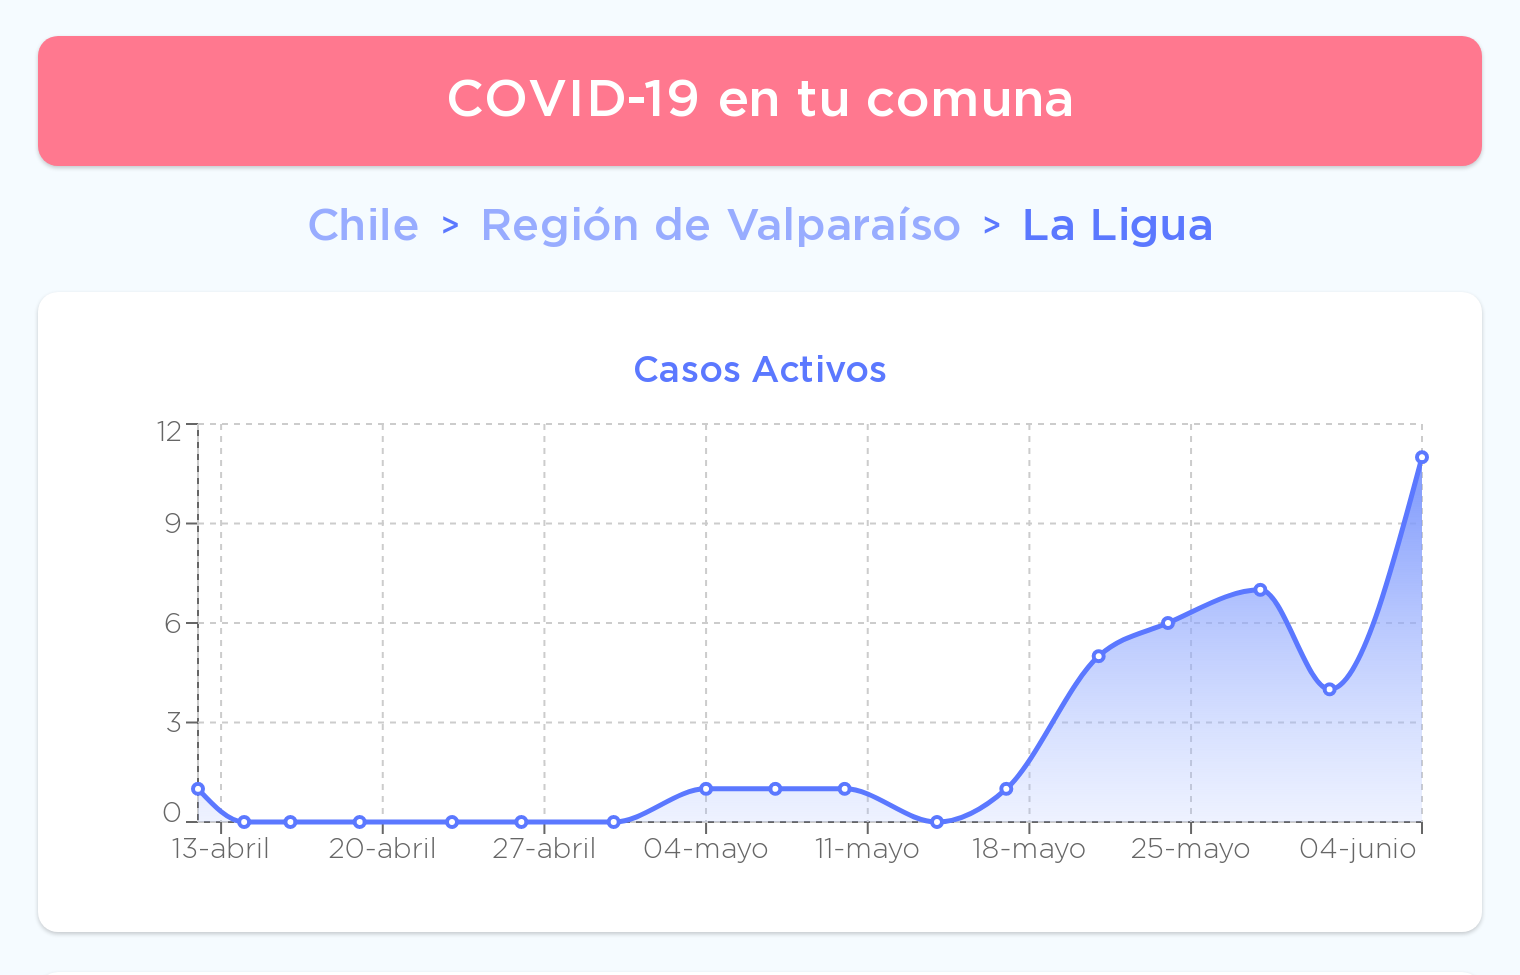 COVID-19 en tu comuna
Chile > Región de Valparaíso > La Ligua
Casos Activos
12
9
6
3
0
13-abril 20-abril 27-abril 04-mayo 11-mayo 18-mayo 25-mayo 04-junio